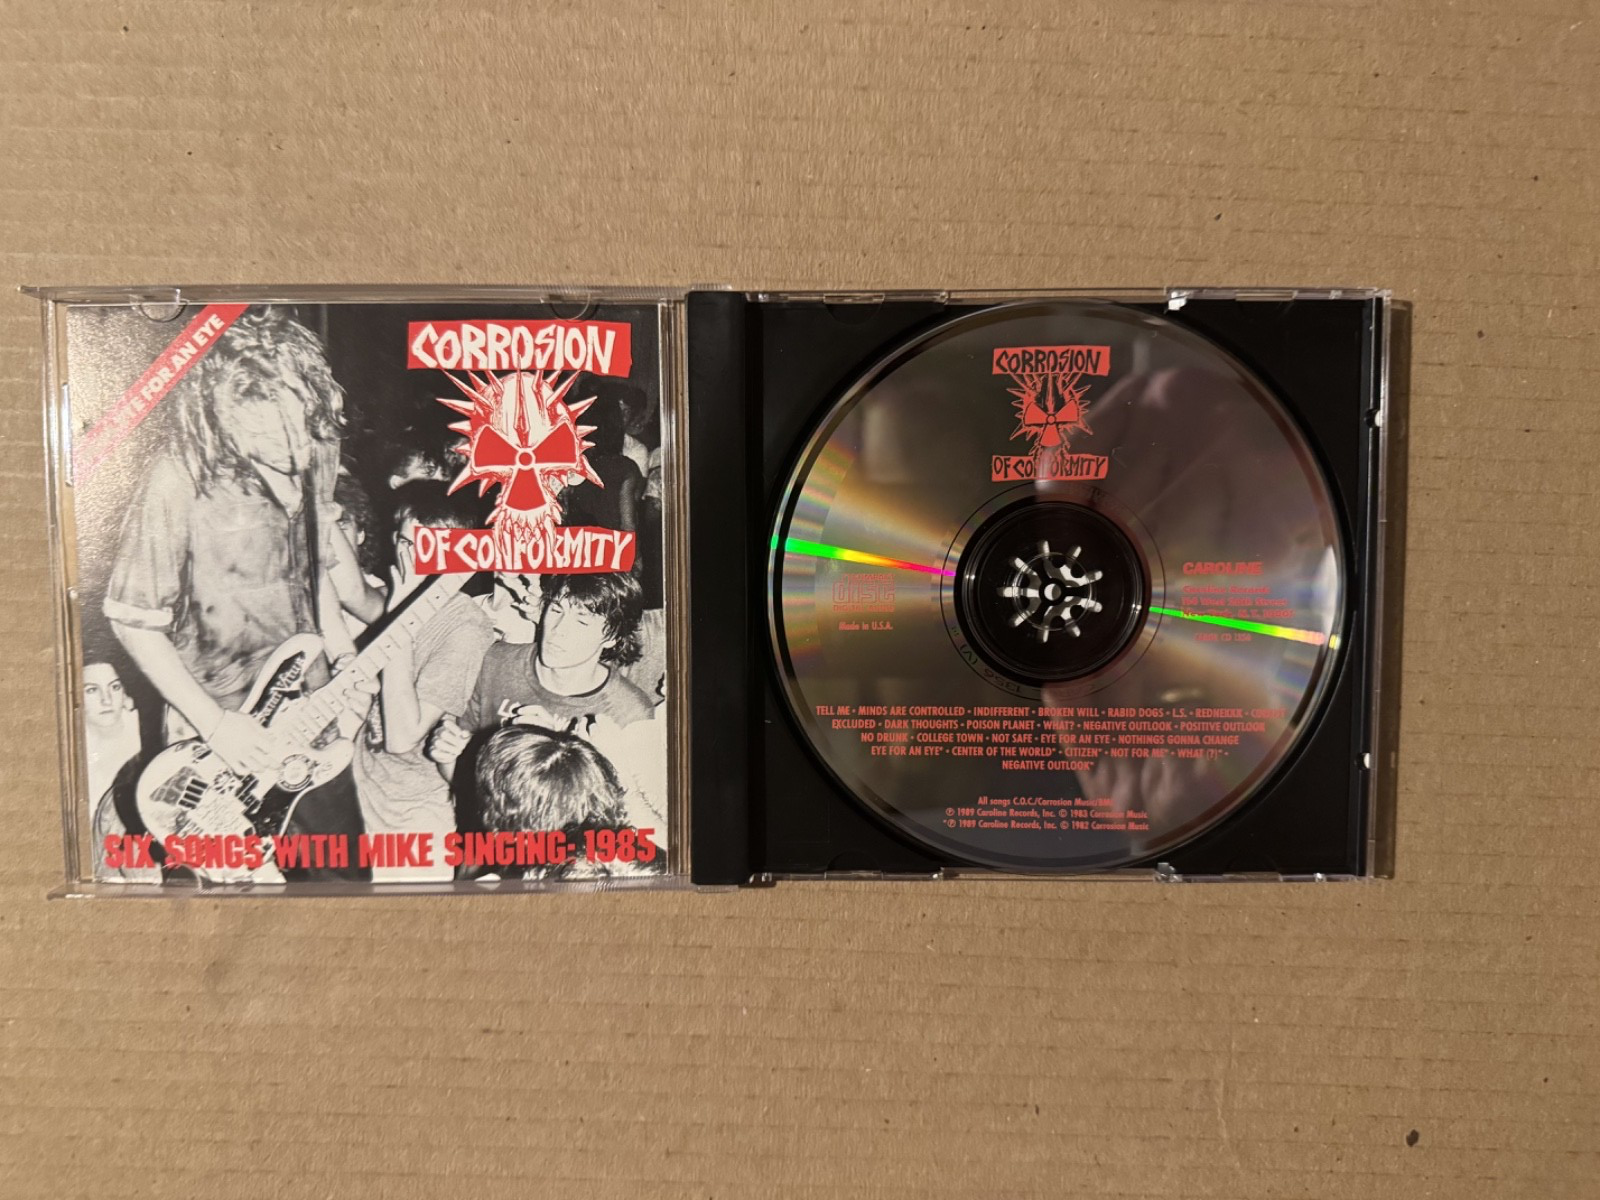 FOR AN EYE
CORROSION
OF CONFORMITY
SIX SONGS WITH MIKE SINGING: 1985
CORROSION
OF CONFORMITY
disc
DIGITAL AUDIO
Made in U.S.A.
CAROLINE
TELL ME • MINDS ARE CONTROLLED • INDIFFERENT • BROKEN WILL • RABID DOGS • L.S. • REDNEKKK •
EXCLUDED • DARK THOUGHTS • POISON PLANET • WHAT? • NEGATIVE OUTLOOK • POSITIVE OUTLOOK
NO DRUNK • COLLEGE TOWN • NOT SAFE • EYE FOR AN EYE • NOTHINGS GONNA CHANGE
EYE FOR AN EYE* • CENTER OF THE WORLD* • CITIZEN* • NOT FOR ME* • WHAT (?)* •
NEGATIVE OUTLOOK*
All songs C.O.C./Corrosion Music/BMI
℗ 1989 Caroline Records, Inc. © 1983 Corrosion Music
*℗ 1989 Caroline Records, Inc. © 1982 Corrosion Music